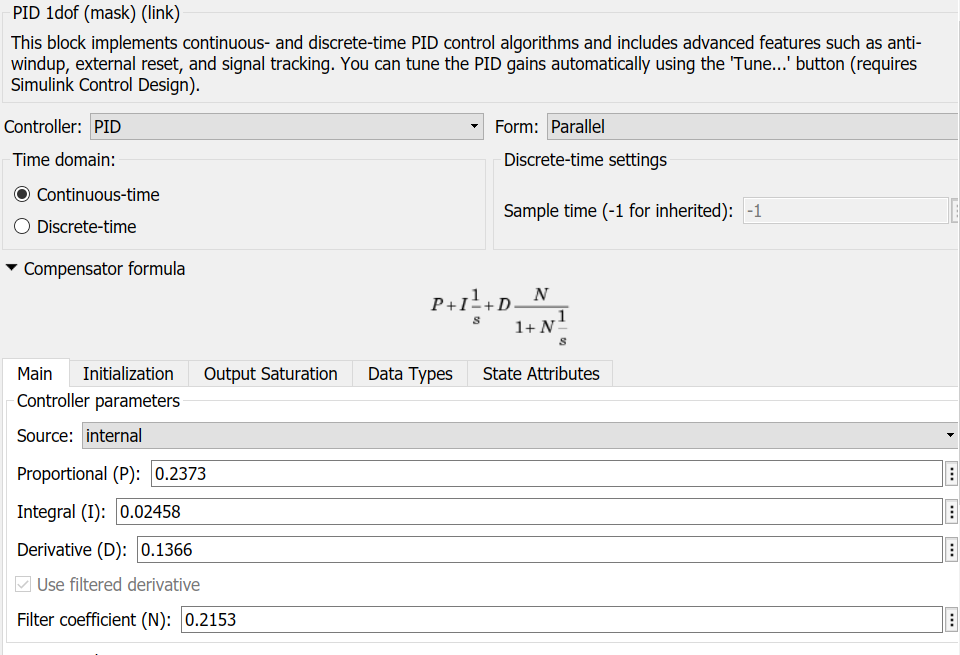 PID 1dof (mask) (link)
This block implements continuous- and discrete-time PID control algorithms and includes advanced features such as anti-
windup, external reset, and signal tracking. You can tune the PID gains automatically using the 'Tune...' button (requires
Simulink Control Design).
Controller: PID Form: Parallel
Time domain: Discrete-time settings
Continuous-time
Sample time (-1 for inherited): -1
Discrete-time
Compensator formula
P + I 1/s + D N/(1 + N 1/s)
Main Initialization Output Saturation Data Types State Attributes
Controller parameters
Source: internal
Proportional (P): 0.2373
Integral (I): 0.02458
Derivative (D): 0.1366
Use filtered derivative
Filter coefficient (N): 0.2153